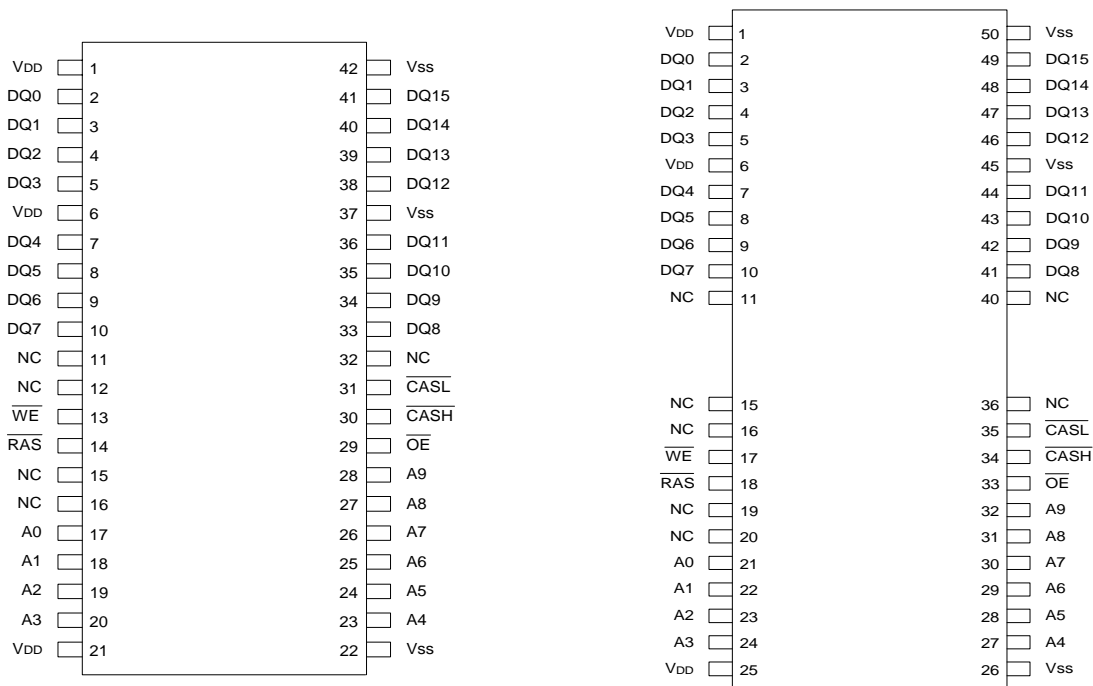 VDD 1 42 Vss
DQ0 2 41 DQ15
DQ1 3 40 DQ14
DQ2 4 39 DQ13
DQ3 5 38 DQ12
VDD 6 37 Vss
DQ4 7 36 DQ11
DQ5 8 35 DQ10
DQ6 9 34 DQ9
DQ7 10 33 DQ8
NC 11 32 NC
NC 12 31 CASL
WE 13 30 CASH
RAS 14 29 OE
NC 15 28 A9
NC 16 27 A8
A0 17 26 A7
A1 18 25 A6
A2 19 24 A5
A3 20 23 A4
VDD 21 22 Vss
VDD 1 50 Vss
DQ0 2 49 DQ15
DQ1 3 48 DQ14
DQ2 4 47 DQ13
DQ3 5 46 DQ12
VDD 6 45 Vss
DQ4 7 44 DQ11
DQ5 8 43 DQ10
DQ6 9 42 DQ9
DQ7 10 41 DQ8
NC 11 40 NC
NC 15 36 NC
NC 16 35 CASL
WE 17 34 CASH
RAS 18 33 OE
NC 19 32 A9
NC 20 31 A8
A0 21 30 A7
A1 22 29 A6
A2 23 28 A5
A3 24 27 A4
VDD 25 26 Vss